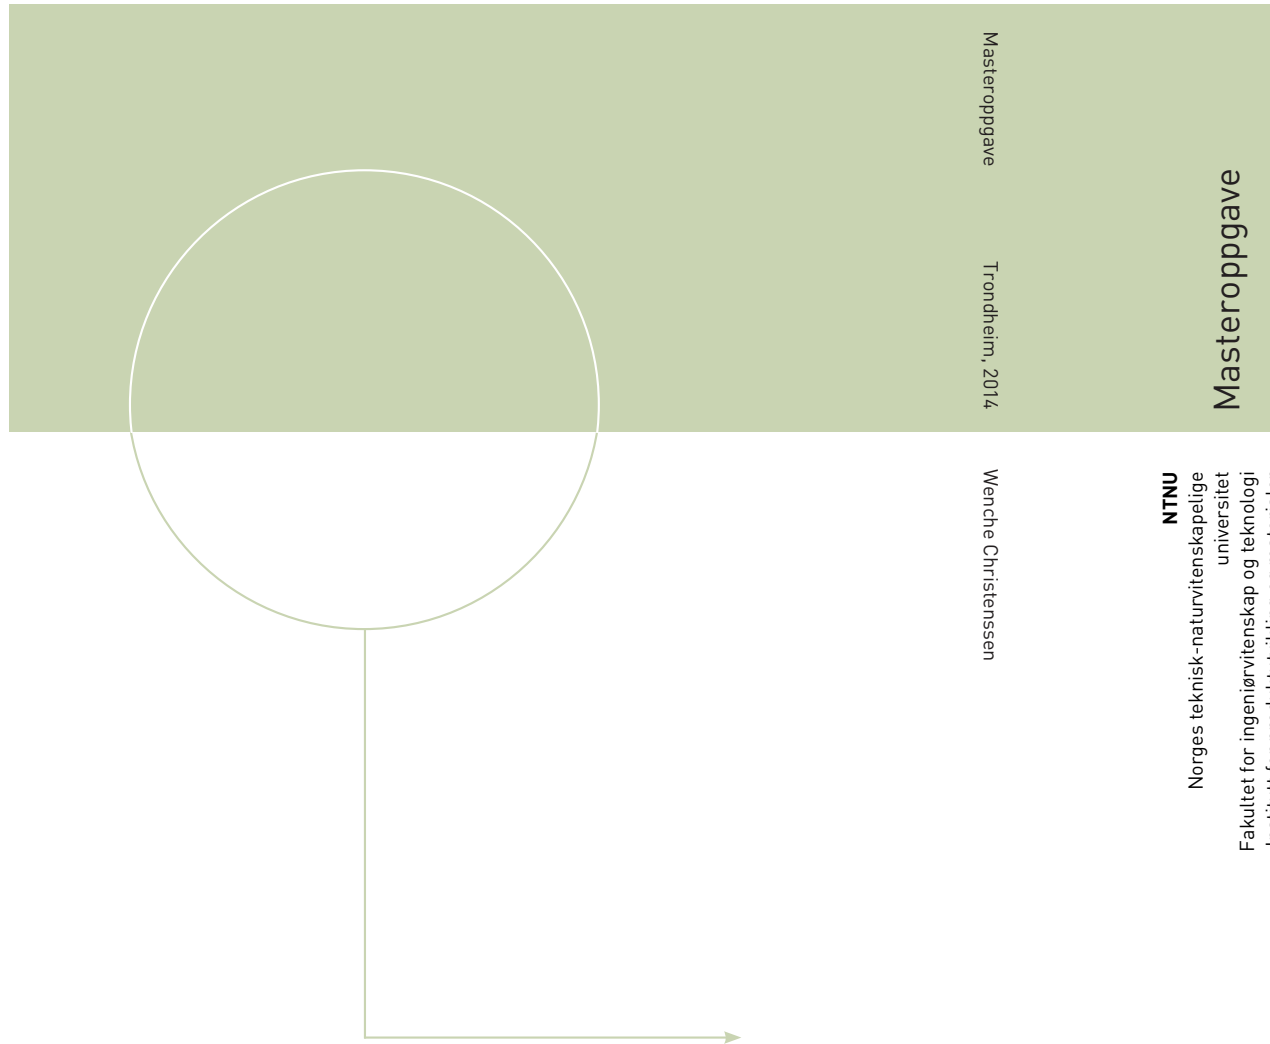 Masteroppgave
Trondheim, 2014
Wenche Christenssen
Masteroppgave
NTNU
Norges teknisk-naturvitenskapelige
universitet
Fakultet for ingeniørvitenskap og teknologi